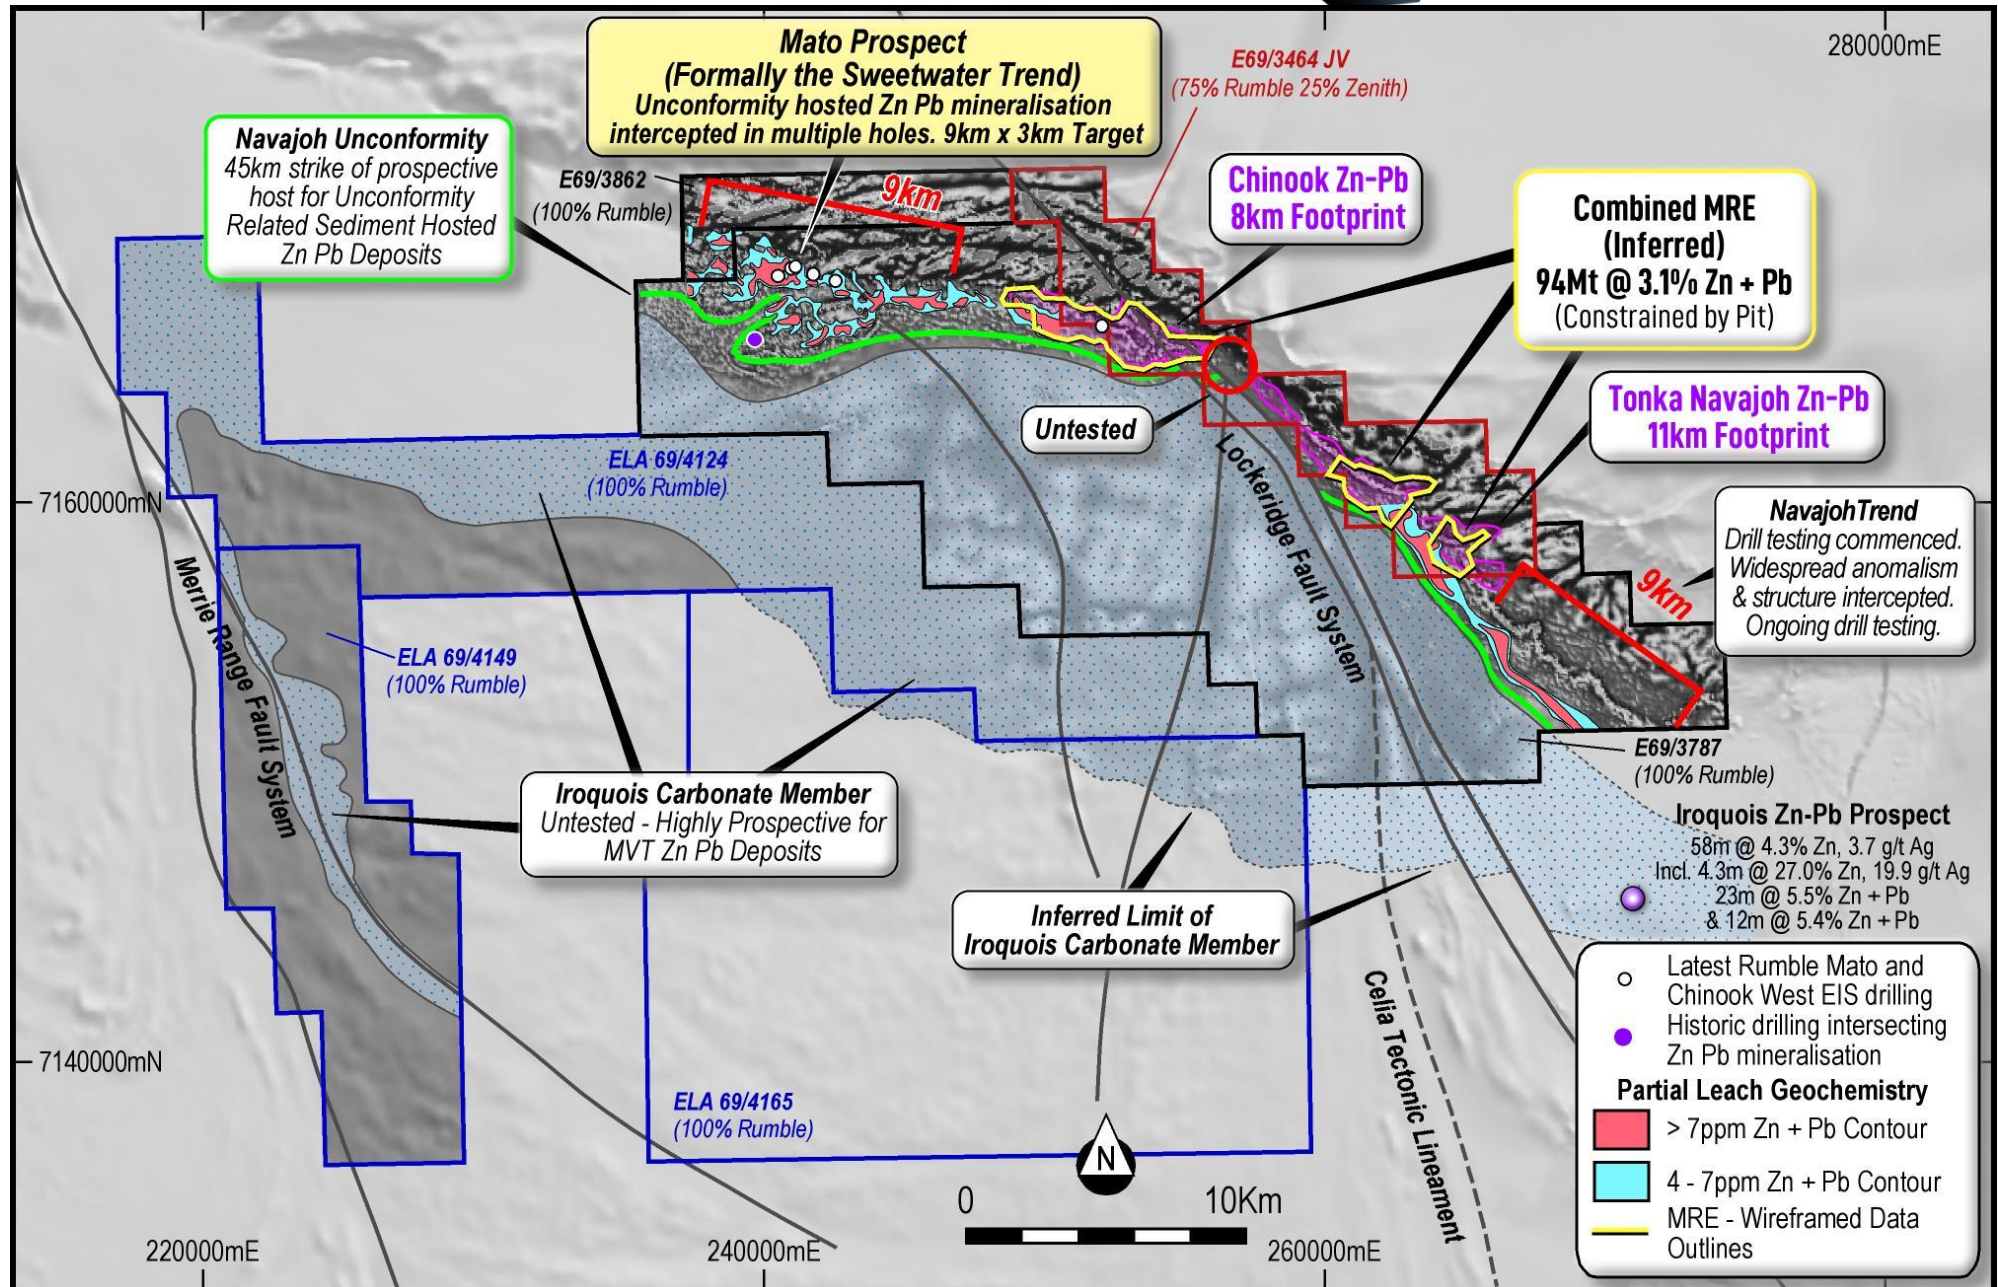 280000mE
Mato Prospect
(Formally the Sweetwater Trend)
Unconformity hosted Zn Pb mineralisation
intercepted in multiple holes. 9km x 3km Target
E69/3464 JV
(75% Rumble 25% Zenith)
Navajoh Unconformity
45km strike of prospective
host for Unconformity
Related Sediment Hosted
Zn Pb Deposits
E69/3862
(100% Rumble)
9km
Chinook Zn-Pb
8km Footprint
Combined MRE
(Inferred)
94Mt @ 3.1% Zn + Pb
(Constrained by Pit)
Tonka Navajoh Zn-Pb
11km Footprint
Untested
ELA 69/4124
(100% Rumble)
7160000mN
Lockeridge Fault System
NavajohTrend
Drill testing commenced.
Widespread anomalism
& structure intercepted.
Ongoing drill testing.
9km
Merrie Range Fault System
ELA 69/4149
(100% Rumble)
E69/3787
(100% Rumble)
Iroquois Carbonate Member
Untested - Highly Prospective for
MVT Zn Pb Deposits
Iroquois Zn-Pb Prospect
58m @ 4.3% Zn, 3.7 g/t Ag
Incl. 4.3m @ 27.0% Zn, 19.9 g/t Ag
23m @ 5.5% Zn + Pb
& 12m @ 5.4% Zn + Pb
Inferred Limit of
Iroquois Carbonate Member
Celia Tectonic Lineament
7140000mN
ELA 69/4165
(100% Rumble)
N
0 10Km
220000mE
240000mE
260000mE
Latest Rumble Mato and
Chinook West EIS drilling
Historic drilling intersecting
Zn Pb mineralisation
Partial Leach Geochemistry
> 7ppm Zn + Pb Contour
4 - 7ppm Zn + Pb Contour
MRE - Wireframed Data
Outlines